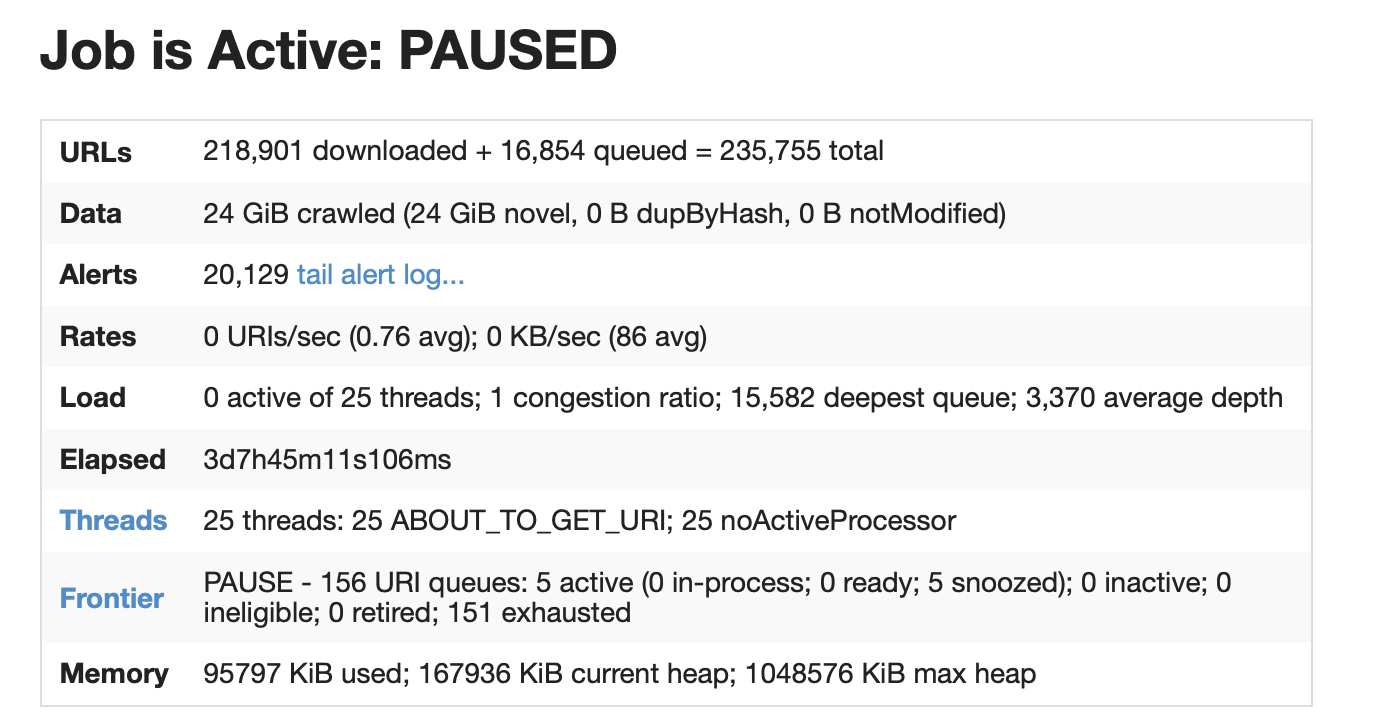 Job is Active: PAUSED
URLs 218,901 downloaded + 16,854 queued = 235,755 total
Data 24 GiB crawled (24 GiB novel, 0 B dupByHash, 0 B notModified)
Alerts 20,129 tail alert log...
Rates 0 URIs/sec (0.76 avg); 0 KB/sec (86 avg)
Load 0 active of 25 threads; 1 congestion ratio; 15,582 deepest queue; 3,370 average depth
Elapsed 3d7h45m11s106ms
Threads 25 threads: 25 ABOUT_TO_GET_URI; 25 noActiveProcessor
Frontier PAUSE - 156 URI queues: 5 active (0 in-process; 0 ready; 5 snoozed); 0 inactive; 0
ineligible; 0 retired; 151 exhausted
Memory 95797 KiB used; 167936 KiB current heap; 1048576 KiB max heap